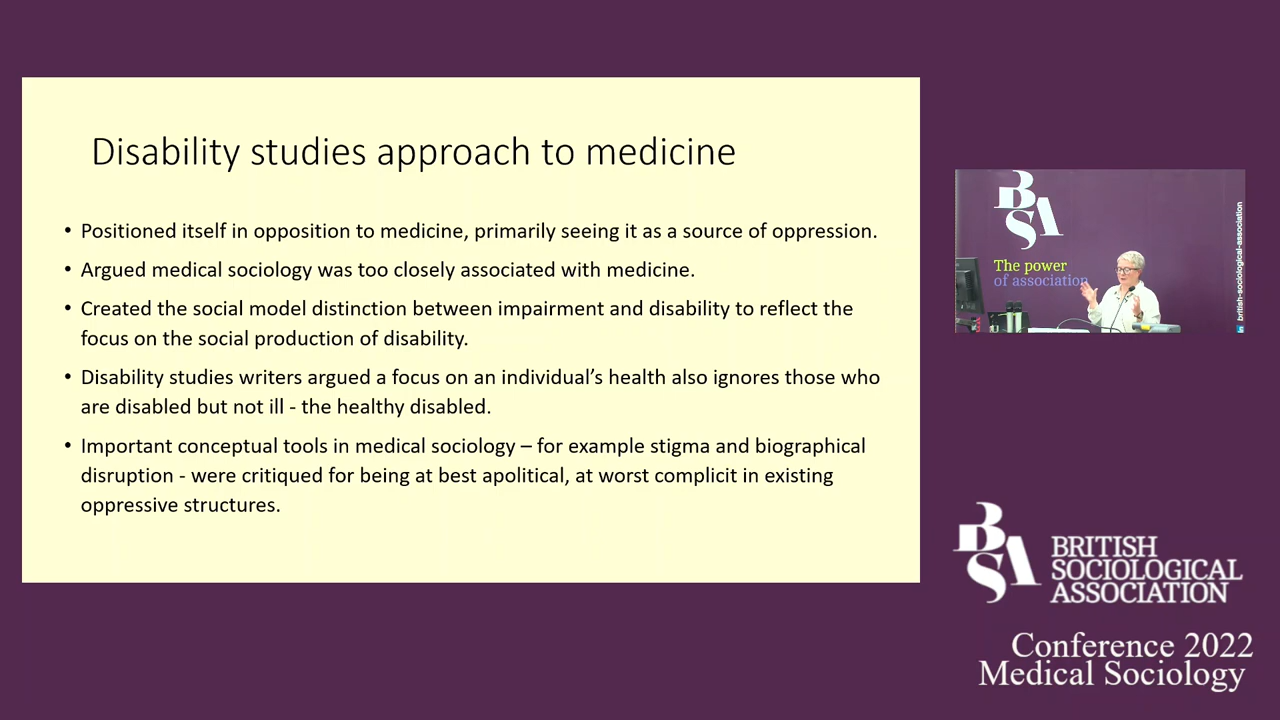 Disability studies approach to medicine
• Positioned itself in opposition to medicine, primarily seeing it as a source of oppression.
• Argued medical sociology was too closely associated with medicine.
• Created the social model distinction between impairment and disability to reflect the
focus on the social production of disability.
• Disability studies writers argued a focus on an individual’s health also ignores those who
are disabled but not ill - the healthy disabled.
• Important conceptual tools in medical sociology – for example stigma and biographical
disruption - were critiqued for being at best apolitical, at worst complicit in existing
oppressive structures.
BSA
The power
of association
in british-sociological-association
BSA
BRITISH
SOCIOLOGICAL
ASSOCIATION
Conference 2022
Medical Sociology